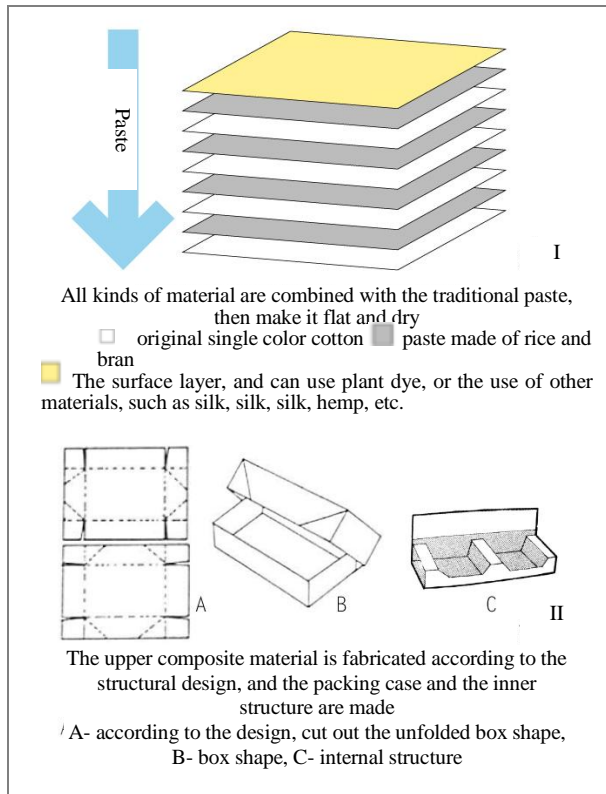 Paste
I
All kinds of material are combined with the traditional paste,
then make it flat and dry
original single color cotton paste made of rice and
bran
The surface layer, and can use plant dye, or the use of other
materials, such as silk, silk, silk, hemp, etc.
A B C
II
The upper composite material is fabricated according to the
structural design, and the packing case and the inner
structure are made
A- according to the design, cut out the unfolded box shape,
B- box shape, C- internal structure